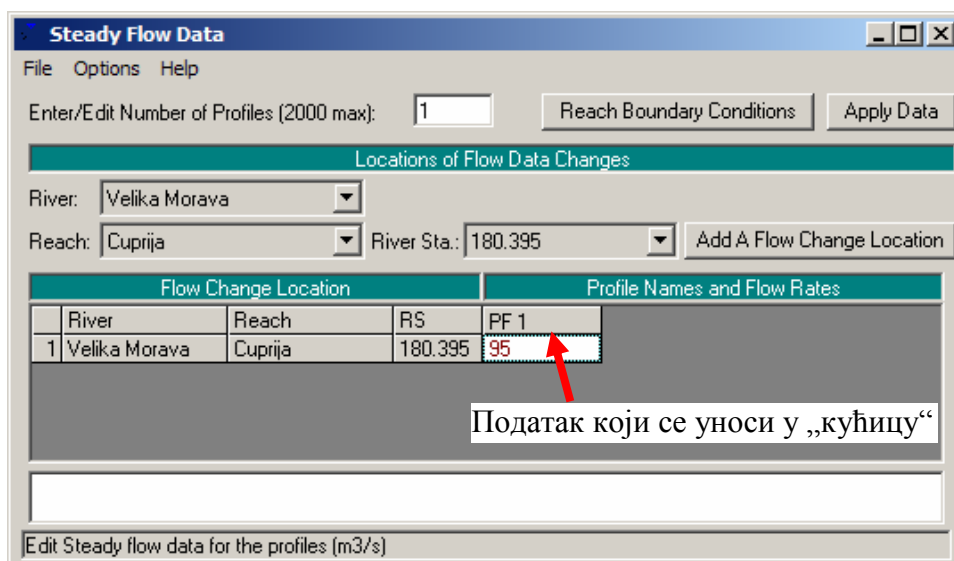 Steady Flow Data
File Options Help
Enter/Edit Number of Profiles (2000 max): 1 Reach Boundary Conditions Apply Data
Locations of Flow Data Changes
River: Velika Morava
Reach: Cuprija River Sta.: 180.395 Add A Flow Change Location
Flow Change Location Profile Names and Flow Rates
River Reach RS PF 1
1 Velika Morava Cuprija 180.395 95
Податак који се уноси у „кућицу“
Edit Steady flow data for the profiles (m3/s)